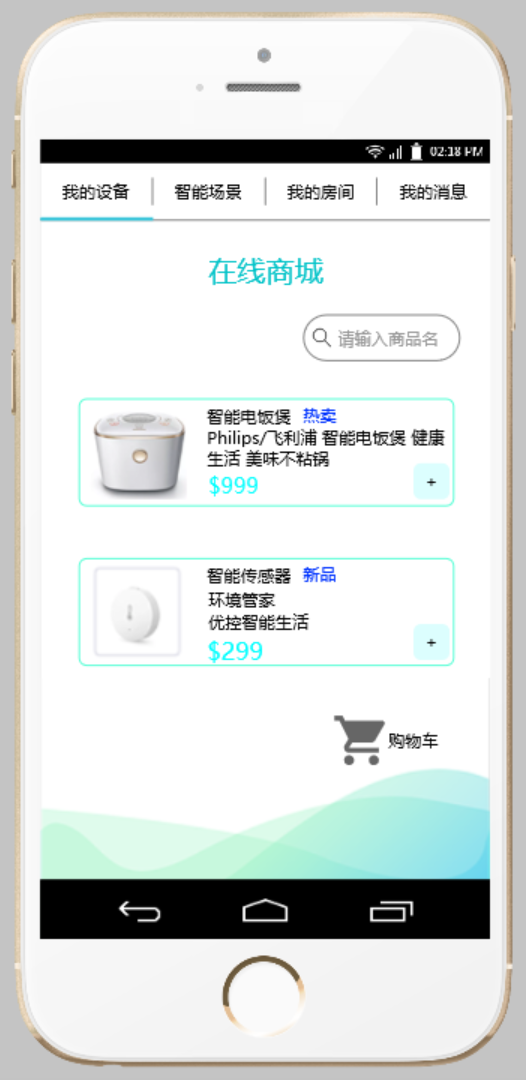 02:18 PM
我的设备 智能场景 我的房间 我的消息
在线商城
请输入商品名
智能电饭煲 热卖
Philips/飞利浦 智能电饭煲 健康
生活 美味不粘锅
$999
+
智能传感器 新品
环境管家
优控智能生活
$299
+
购物车